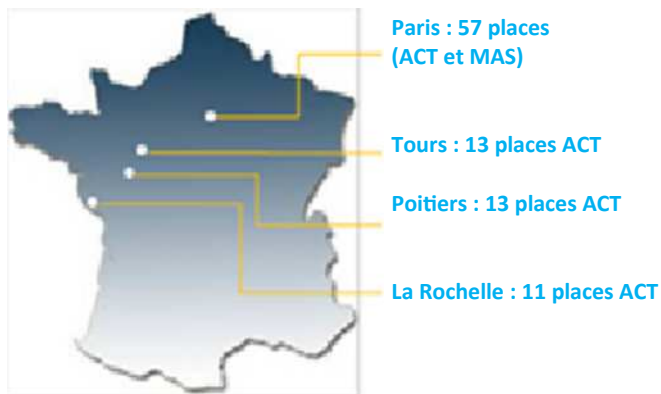 Paris : 57 places
(ACT et MAS)
Tours : 13 places ACT
Poitiers : 13 places ACT
La Rochelle : 11 places ACT